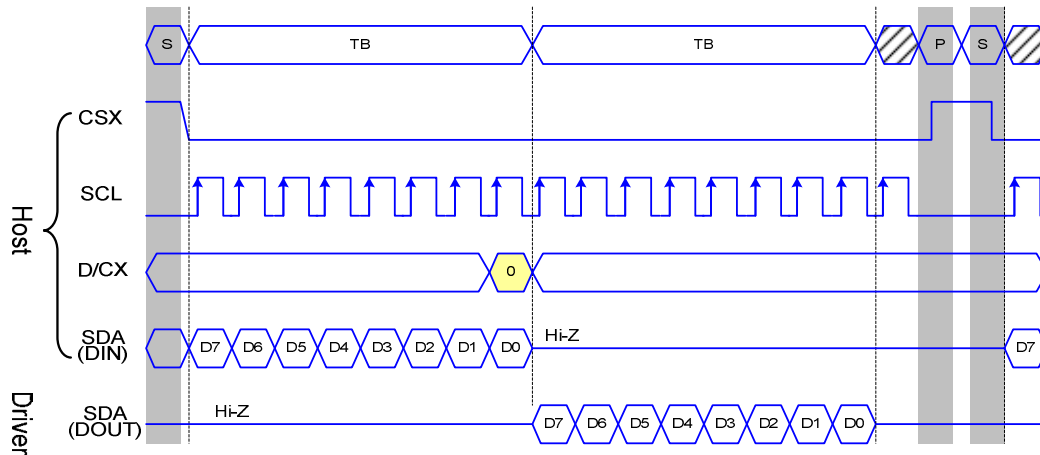 S TB TB P S
CSX
SCL
Host
D/CX 0
SDA
(DIN) D7 D6 D5 D4 D3 D2 D1 D0 Hi-Z D7
Driver
SDA
(DOUT) Hi-Z D7 D6 D5 D4 D3 D2 D1 D0